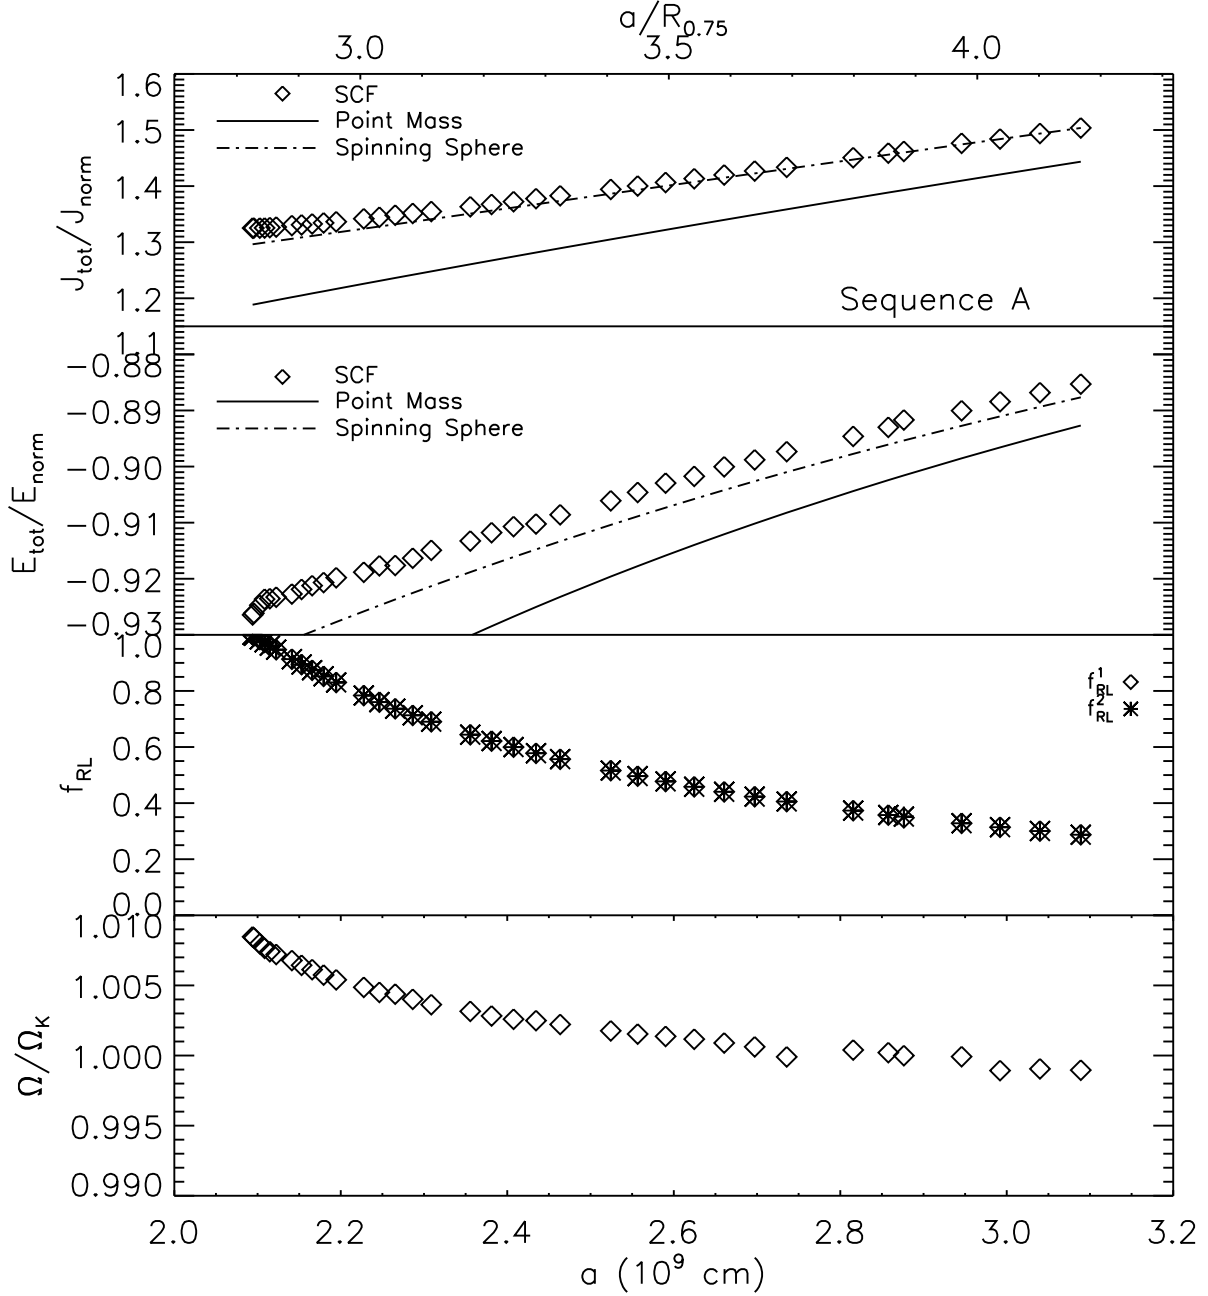 a/R0.75
3.0 3.5 4.0
1.6
1.5
1.4
1.3
1.2
1.1
Jtot/Jnorm
SCF
Point Mass
Spinning Sphere
Sequence A
−0.88
−0.89
−0.90
−0.91
−0.92
−0.93
Etot/Enorm
SCF
Point Mass
Spinning Sphere
1.0
0.8
0.6
0.4
0.2
0.0
fRL
f1RL
f2RL
1.010
1.005
1.000
0.995
0.990
Ω/ΩK
2.0 2.2 2.4 2.6 2.8 3.0 3.2
a (10⁹ cm)